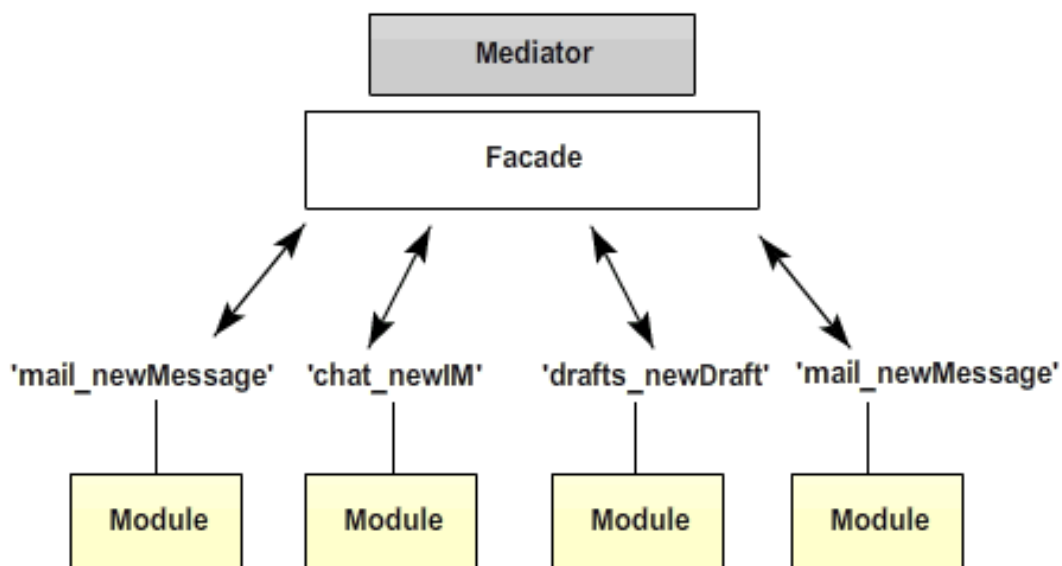 Mediator
Facade
'mail_newMessage' 'chat_newIM' 'drafts_newDraft' 'mail_newMessage'
Module Module Module Module